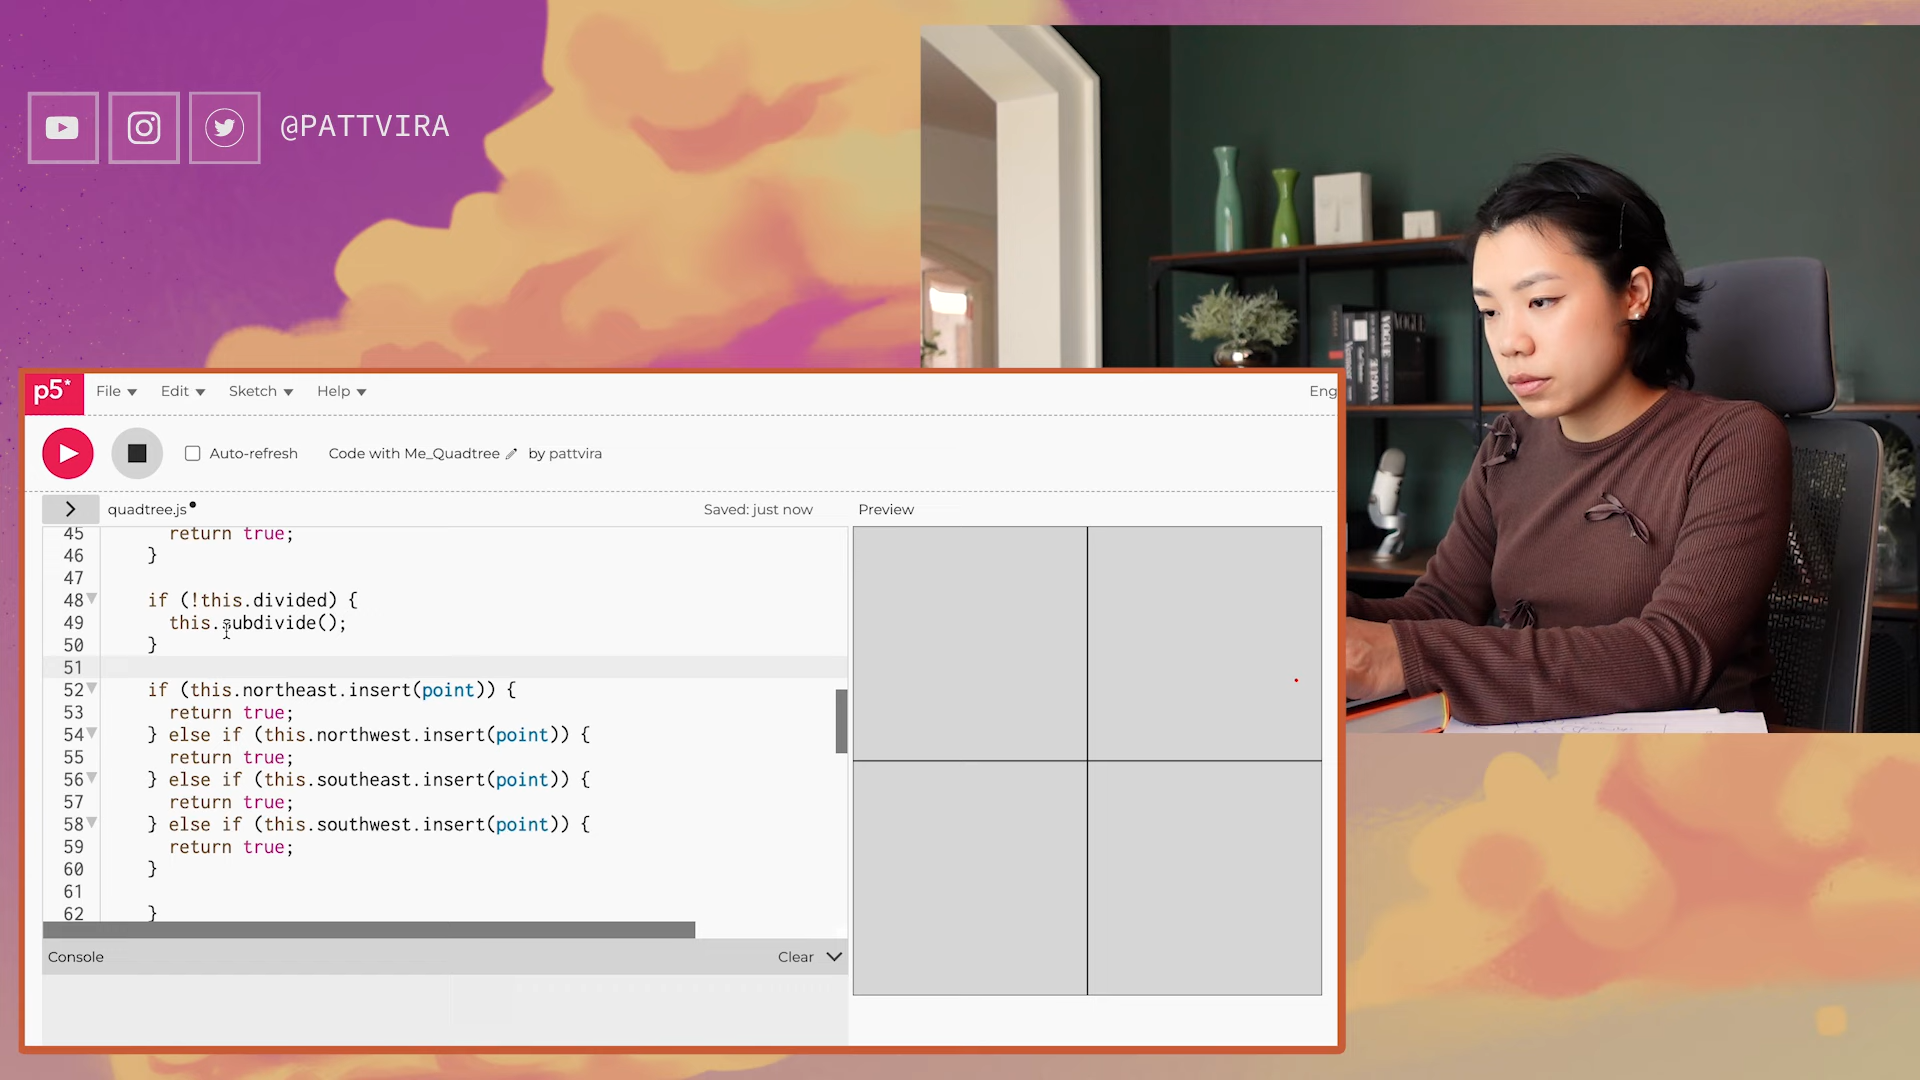 @PATTVIRA
p5*
File
Edit
Sketch
Help
Eng
Auto-refresh
Code with Me_Quadtree
by pattvira
quadtree.js
Saved: just now
Preview
45 return true;
46 }
47
48 if (!this.divided) {
49 this.subdivide();
50 }
51
52 if (this.northeast.insert(point)) {
53 return true;
54 } else if (this.northwest.insert(point)) {
55 return true;
56 } else if (this.southeast.insert(point)) {
57 return true;
58 } else if (this.southwest.insert(point)) {
59 return true;
60 }
61
62 }
Console
Clear
VOGUE
VOGUE